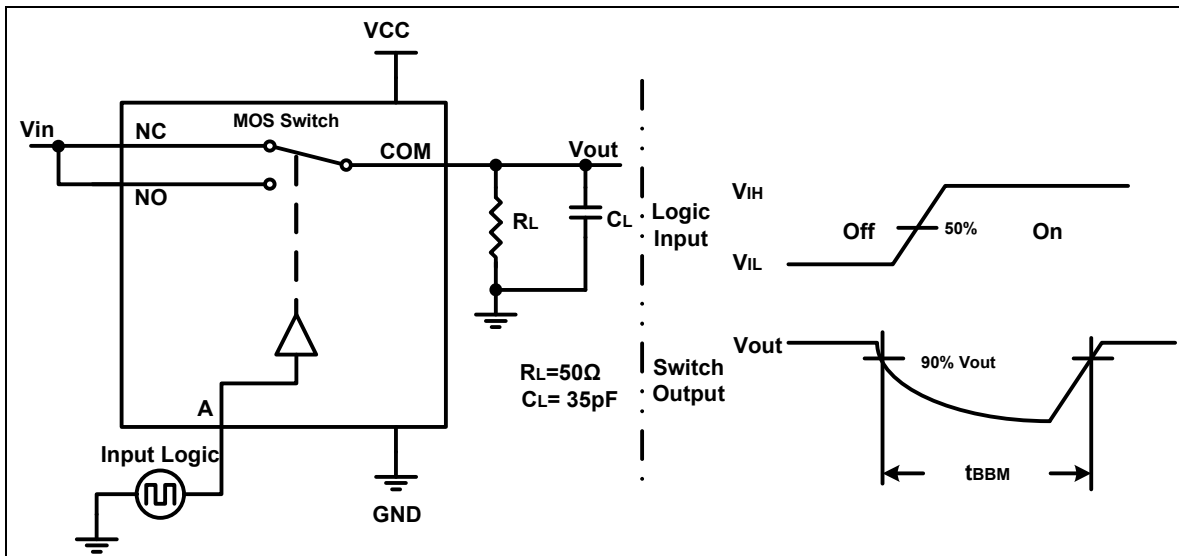 VCC
Vin
NC
MOS Switch
COM
Vout
NO
RL
CL
A
Input Logic
GND
RL=50Ω
CL= 35pF
Logic
Input
VIH
Off
50%
On
VIL
Switch
Output
Vout
90% Vout
tBBM